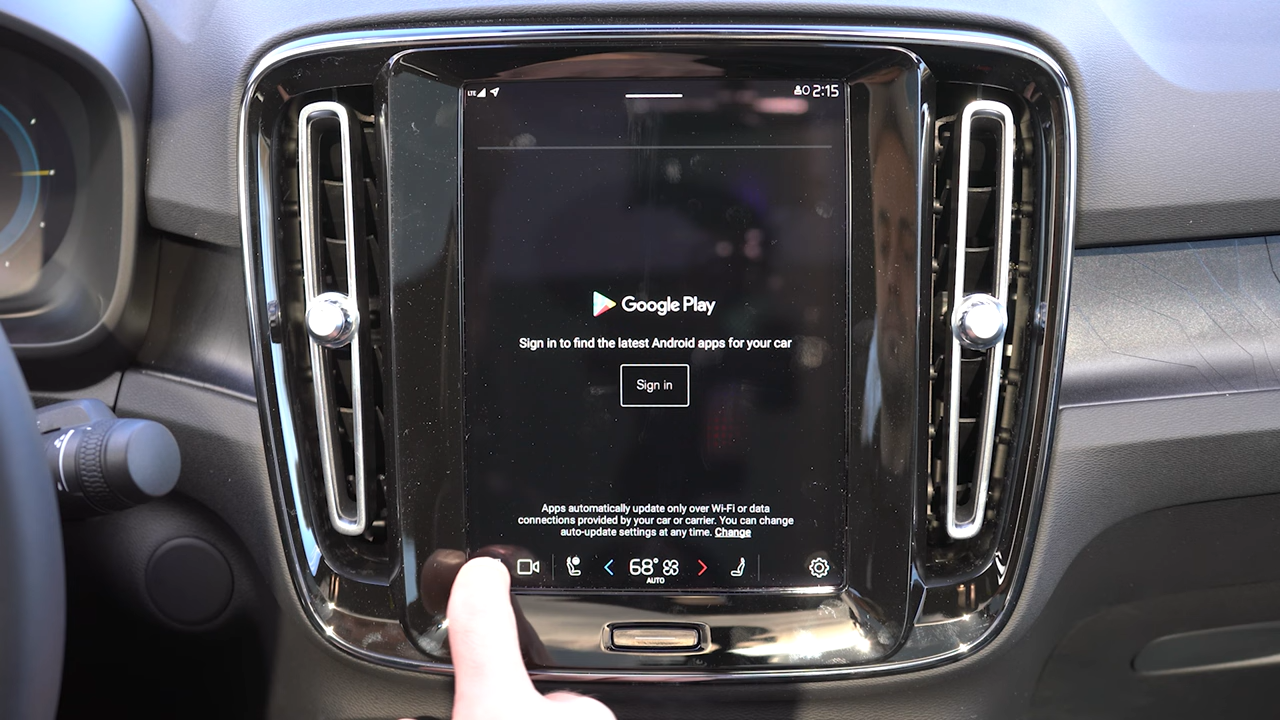 LTE 2:15
Google Play
Sign in to find the latest Android apps for your car
Sign in
Apps automatically update only over Wi-Fi or data
connections provided by your car or carrier. You can change
auto-update settings at any time. Change
68°
AUTO